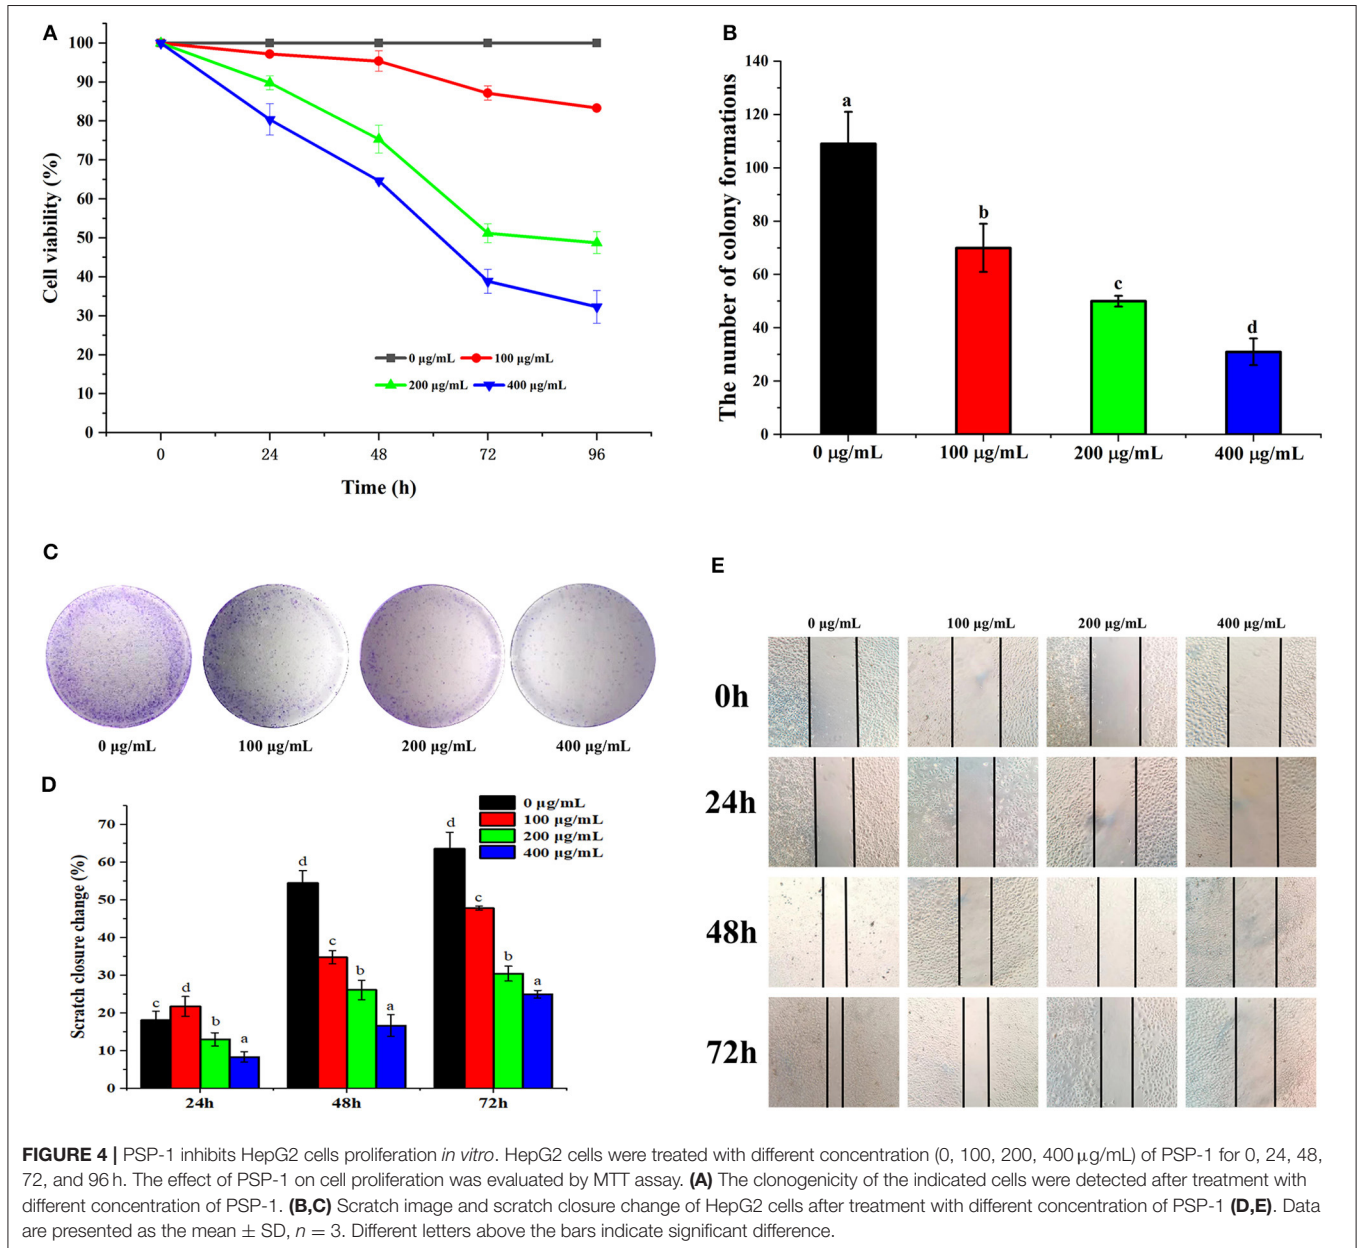 A
100
90
80
70
60
50
40
30
20
10
0
Cell viability (%)
0 μg/mL 100 μg/mL
200 μg/mL 400 μg/mL
0 24 48 72 96
Time (h)
B
140
120
100
80
60
40
20
0
The number of colony formations
a
b
c
d
0 μg/mL 100 μg/mL 200 μg/mL 400 μg/mL
C
0 μg/mL 100 μg/mL 200 μg/mL 400 μg/mL
D
70
60
50
40
30
20
10
0
Scratch closure change (%)
0 μg/mL
100 μg/mL
200 μg/mL
400 μg/mL
c d b a
d c b a
d c b a
24h 48h 72h
E
0 μg/mL 100 μg/mL 200 μg/mL 400 μg/mL
0h
24h
48h
72h
FIGURE 4 | PSP-1 inhibits HepG2 cells proliferation in vitro. HepG2 cells were treated with different concentration (0, 100, 200, 400 μg/mL) of PSP-1 for 0, 24, 48,
72, and 96 h. The effect of PSP-1 on cell proliferation was evaluated by MTT assay. (A) The clonogenicity of the indicated cells were detected after treatment with
different concentration of PSP-1. (B,C) Scratch image and scratch closure change of HepG2 cells after treatment with different concentration of PSP-1 (D,E). Data
are presented as the mean ± SD, n = 3. Different letters above the bars indicate significant difference.